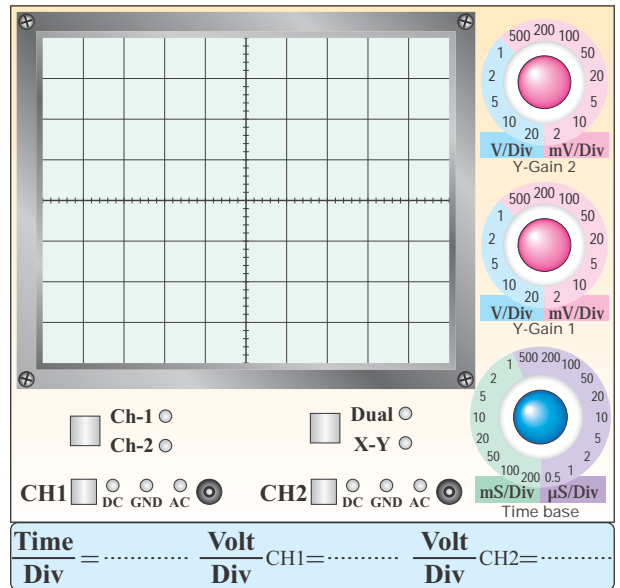 500 200 100
1 50
2 20
5 5
10 10
20 2
V/Div mV/Div
Y-Gain 2
500 200 100
1 50
2 20
5 5
10 10
20 2
V/Div mV/Div
Y-Gain 1
1 500 200 100
2 50
5 20
10 10
20 5
50 2
100 200 0.5 1
mS/Div µS/Div
Time base
Ch-1 Dual
Ch-2 X-Y
CH1 DC GND AC CH2 DC GND AC
Time/Div = ............ Volt/Div CH1=............ Volt/Div CH2=............